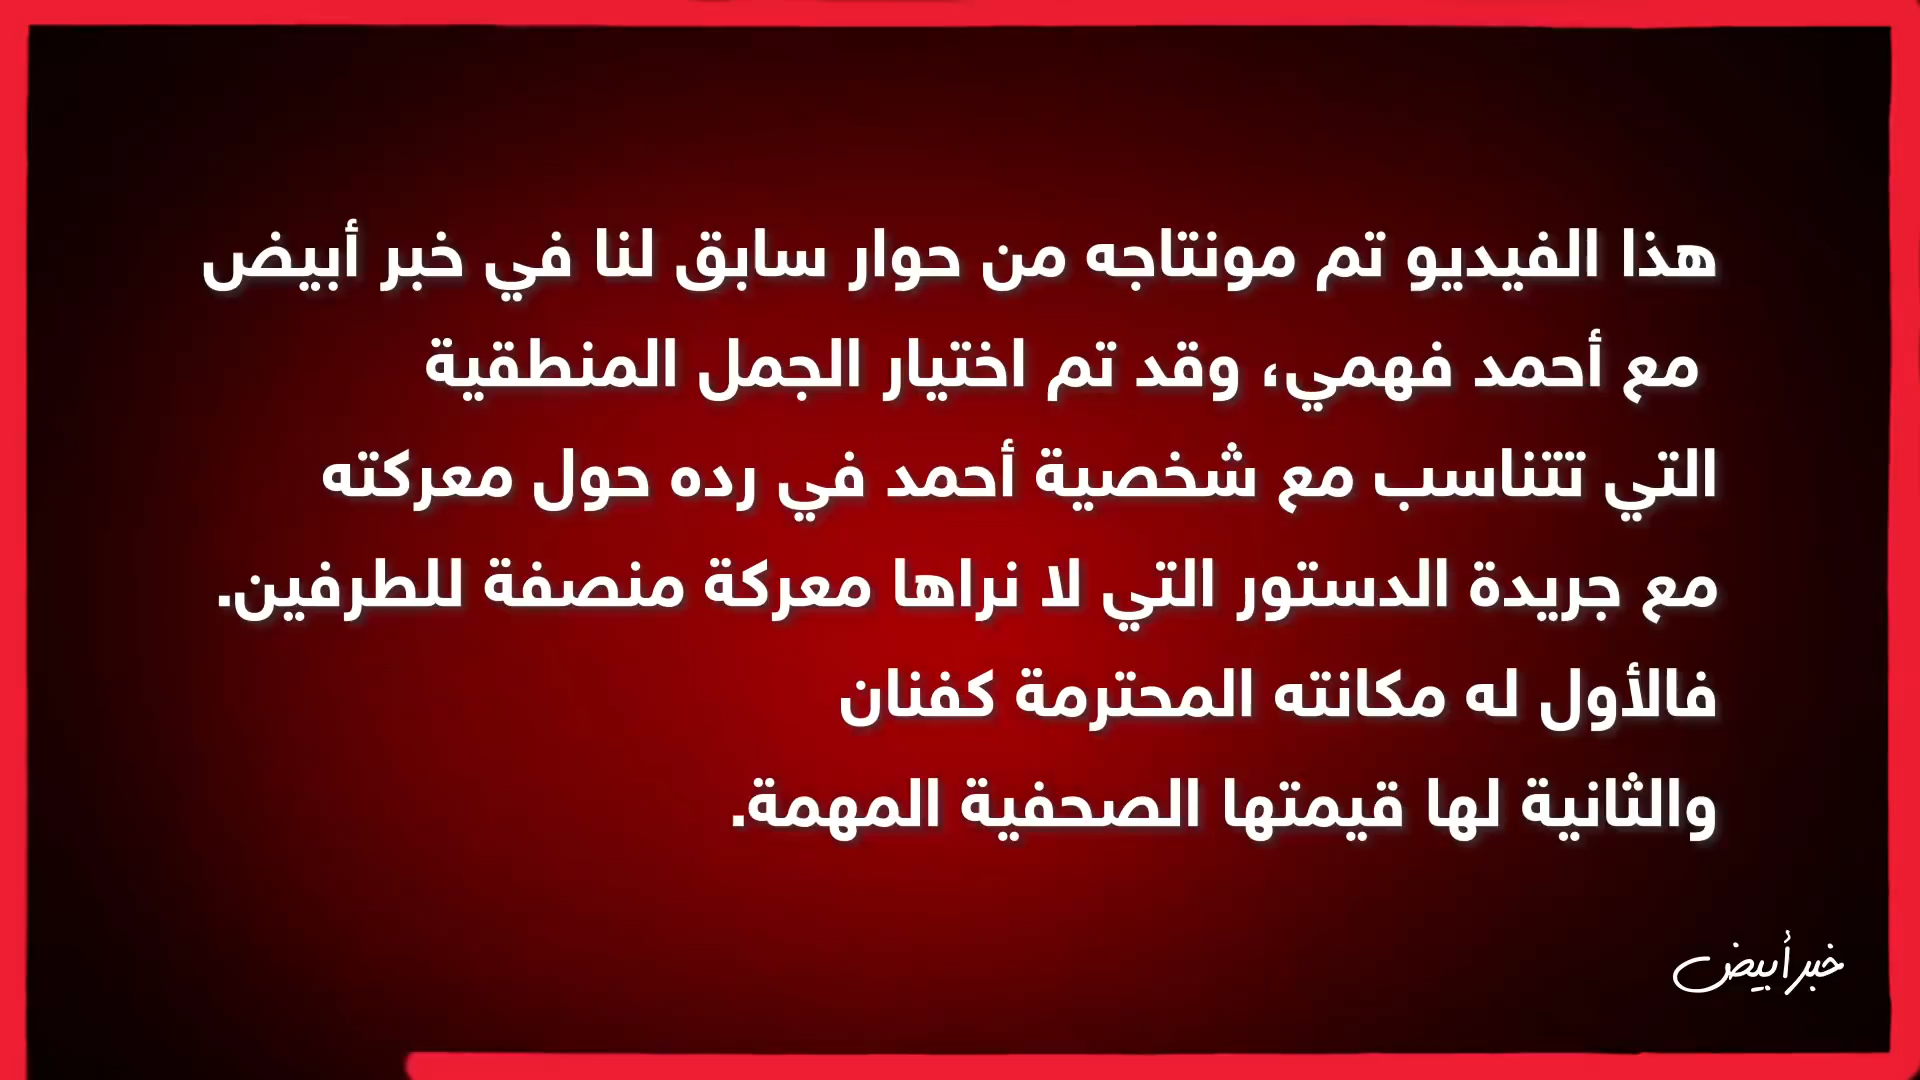 هذا الفيديو تم مونتاجه من حوار سابق لنا في خبر أبيض
مع أحمد فهمي، وقد تم اختيار الجمل المنطقية
التي تتناسب مع شخصية أحمد في رده حول معركته
مع جريدة الدستور التي لا نراها معركة منصفة للطرفين.
فالأول له مكانته المحترمة كفنان
والثانية لها قيمتها الصحفية المهمة.
خبر أبيض